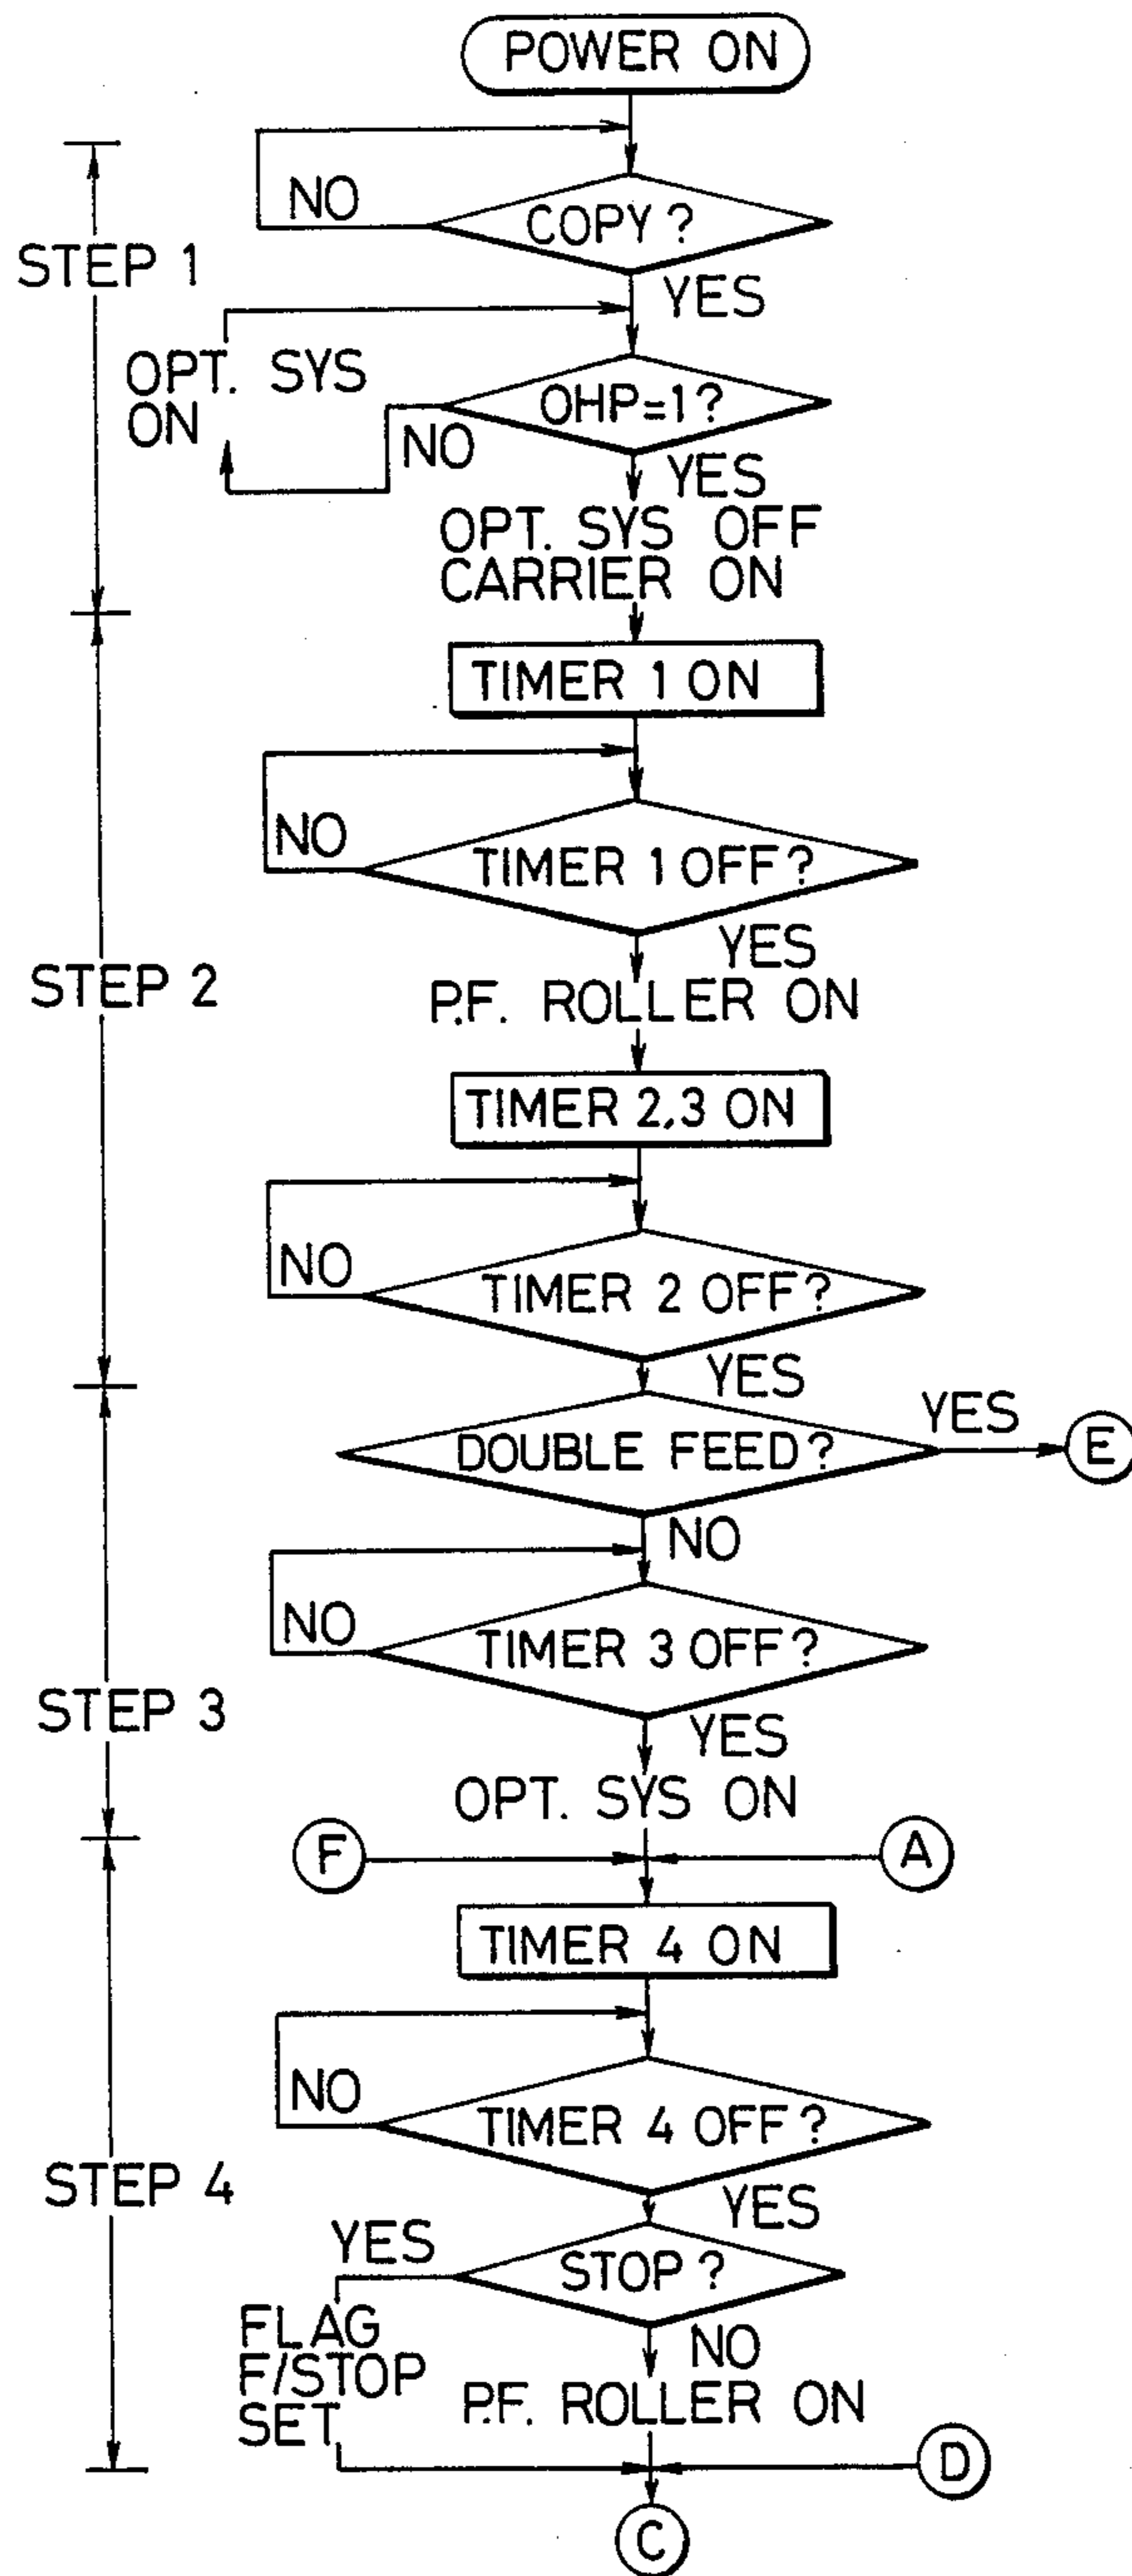 POWER ON
NO
COPY ?
STEP 1
YES
OPT. SYS
ON
OHP=1?
NO
YES
OPT. SYS OFF
CARRIER ON
TIMER 1 ON
NO
TIMER 1 OFF?
YES
STEP 2
P.F. ROLLER ON
TIMER 2,3 ON
NO
TIMER 2 OFF?
YES
YES
DOUBLE FEED?
E
NO
NO
TIMER 3 OFF?
STEP 3
YES
OPT. SYS ON
F
A
TIMER 4 ON
NO
TIMER 4 OFF?
STEP 4
YES
YES
STOP ?
FLAG
F/STOP
SET
NO
P.F. ROLLER ON
D
C